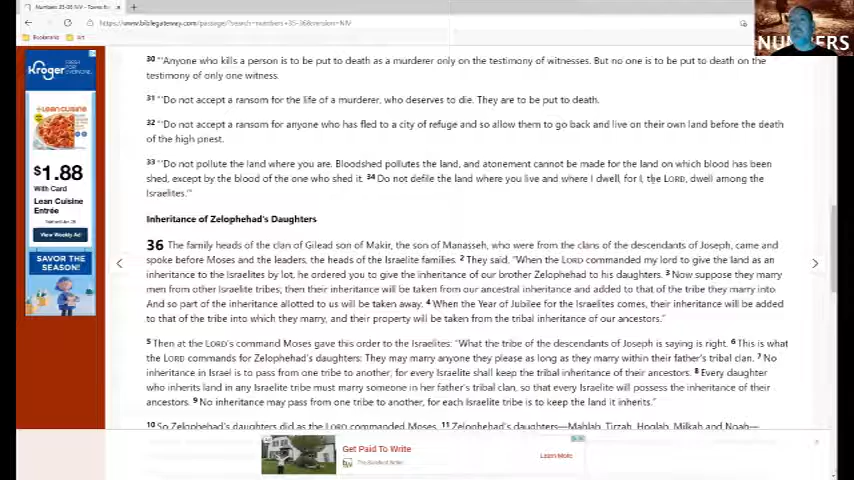 Numbers 35-36 NIV - Towns for
https://www.biblegateway.com/passage/?search=numbers+35-36&version=NIV
Bookmarks
Art
NUMBERS
30 "'Anyone who kills a person is to be put to death as a murderer only on the testimony of witnesses. But no one is to be put to death on the
testimony of only one witness.
31 "'Do not accept a ransom for the life of a murderer, who deserves to die. They are to be put to death.
32 "'Do not accept a ransom for anyone who has fled to a city of refuge and so allow them to go back and live on their own land before the death
of the high priest.
33 "'Do not pollute the land where you are. Bloodshed pollutes the land, and atonement cannot be made for the land on which blood has been
shed, except by the blood of the one who shed it. 34 Do not defile the land where you live and where I dwell, for I, the LORD, dwell among the
Israelites.'"
Inheritance of Zelophehad's Daughters
36 The family heads of the clan of Gilead son of Makir, the son of Manasseh, who were from the clans of the descendants of Joseph, came and
spoke before Moses and the leaders, the heads of the Israelite families. 2 They said, "When the LORD commanded my lord to give the land as an
inheritance to the Israelites by lot, he ordered you to give the inheritance of our brother Zelophehad to his daughters. 3 Now suppose they marry
men from other Israelite tribes; then their inheritance will be taken from our ancestral inheritance and added to that of the tribe they marry into.
And so part of the inheritance allotted to us will be taken away. 4 When the Year of Jubilee for the Israelites comes, their inheritance will be added
to that of the tribe into which they marry, and their property will be taken from the tribal inheritance of our ancestors."
5 Then at the LORD's command Moses gave this order to the Israelites: "What the tribe of the descendants of Joseph is saying is right. 6 This is what
the LORD commands for Zelophehad's daughters: They may marry anyone they please as long as they marry within their father's tribal clan. 7 No
inheritance in Israel is to pass from one tribe to another, for every Israelite shall keep the tribal inheritance of their ancestors. 8 Every daughter
who inherits land in any Israelite tribe must marry someone in her father's tribal clan, so that every Israelite will possess the inheritance of their
ancestors. 9 No inheritance may pass from one tribe to another, for each Israelite tribe is to keep the land it inherits."
10 So Zelophehad's daughters did as the LORD commanded Moses. 11 Zelophehad's daughters—Mahlah, Tirzah, Hoglah, Milkah and Noah—
Kroger
LEAN CUISINE
$1.88
With Card
Lean Cuisine
Entrée
View Weekly Ad
SAVOR THE
SEASON!
Get Paid To Write
Learn More